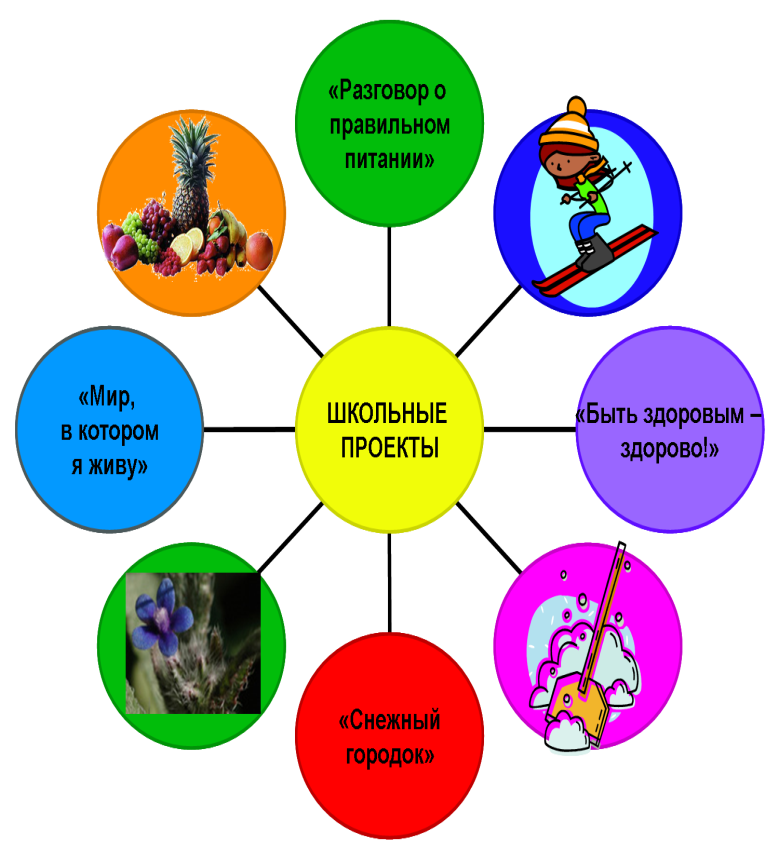 «Разговор о
правильном
питании»
«Мир,
в котором
я живу»
ШКОЛЬНЫЕ
ПРОЕКТЫ
«Быть здоровым –
здорово!»
«Снежный
городок»